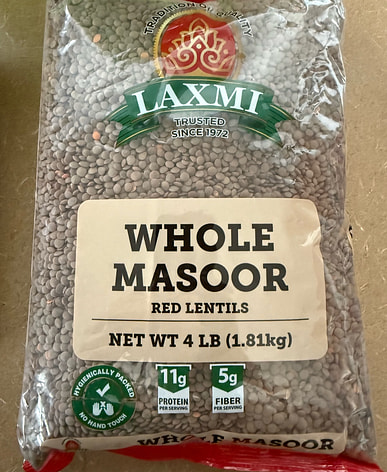 TRADITION OF QUALITY
LAXMI
TRUSTED
SINCE 1972
WHOLE
MASOOR
RED LENTILS
NET WT 4 LB (1.81kg)
HYGIENICALLY PACKED
NO HAND TOUCH
11g
PROTEIN
PER SERVING
5g
FIBER
PER SERVING
WHOLE MASOOR